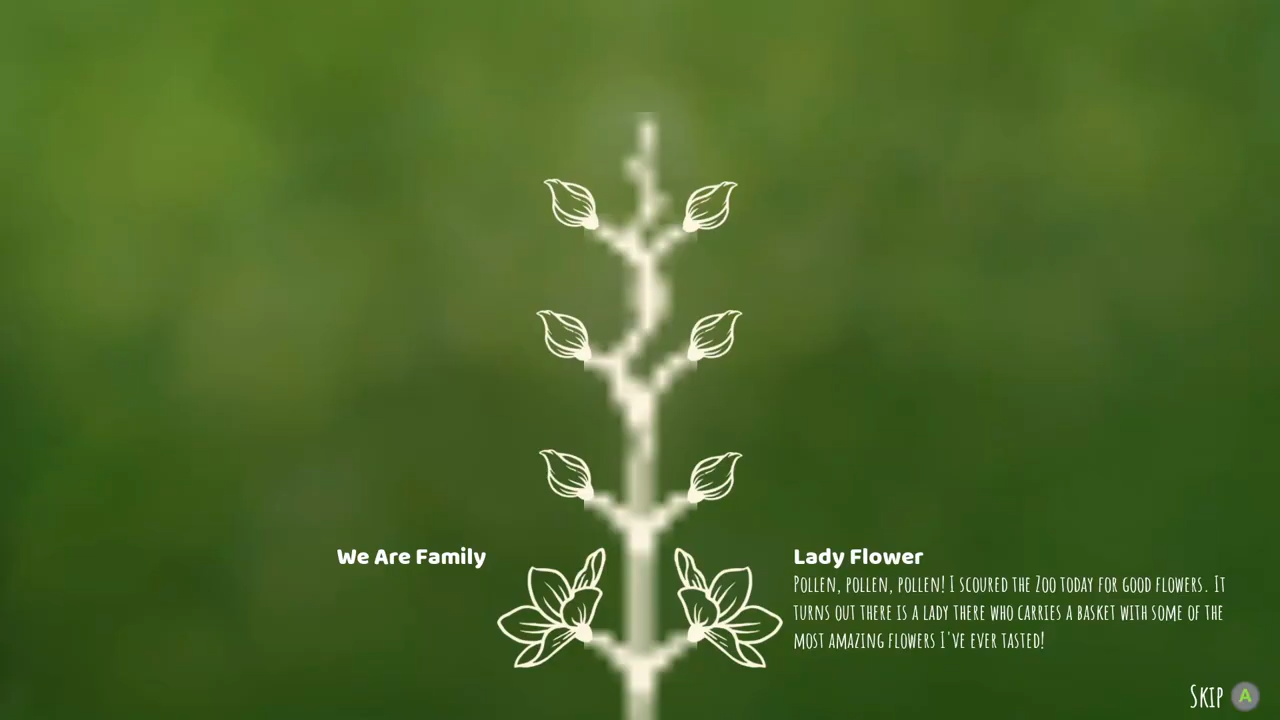 We Are Family
Lady Flower
Pollen, pollen, pollen! I scoured the Zoo today for good flowers. It
turns out there is a lady there who carries a basket with some of the
most amazing flowers I've ever tasted!
Skip A